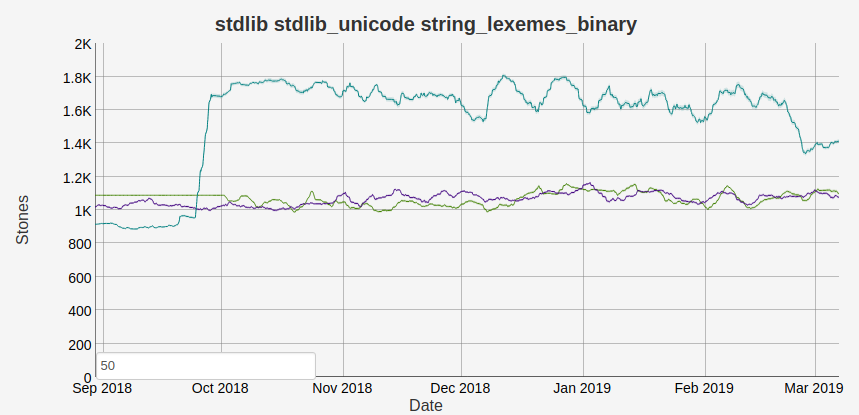 stdlib stdlib_unicode string_lexemes_binary
2K
1.8K
1.6K
1.4K
1.2K
1K
800
600
400
200
0
Stones
50
Sep 2018 Oct 2018 Nov 2018 Dec 2018 Jan 2019 Feb 2019 Mar 2019
Date